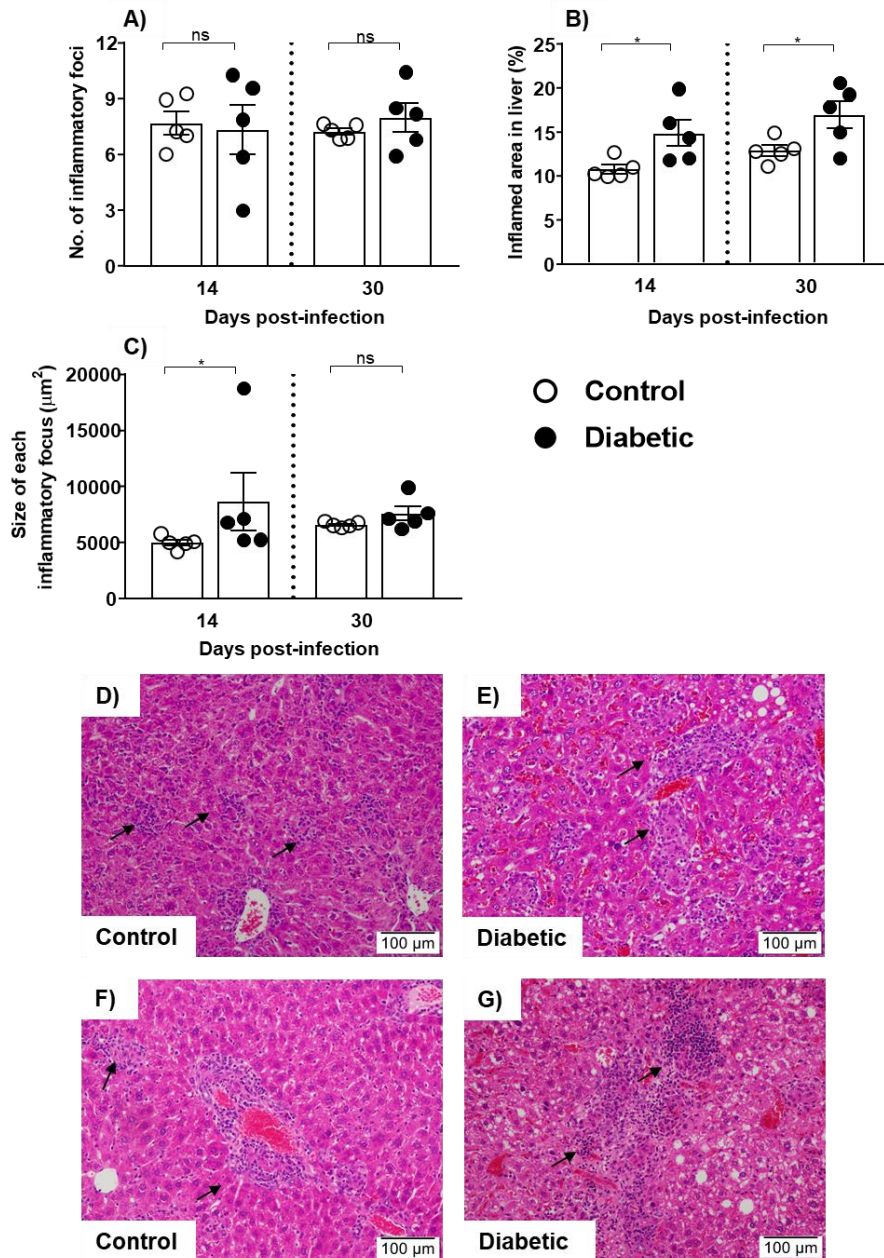 A)
ns
ns
No. of inflammatory foci
12
9
6
3
0
14
30
Days post-infection
B)
*
*
Inflamed area in liver (%)
25
20
15
10
5
0
14
30
Days post-infection
C)
*
ns
Size of each
inflammatory focus (µm²)
20000
15000
10000
5000
0
14
30
Days post-infection
Control
Diabetic
D)
Control
100 µm
E)
Diabetic
100 µm
F)
Control
100 µm
G)
Diabetic
100 µm